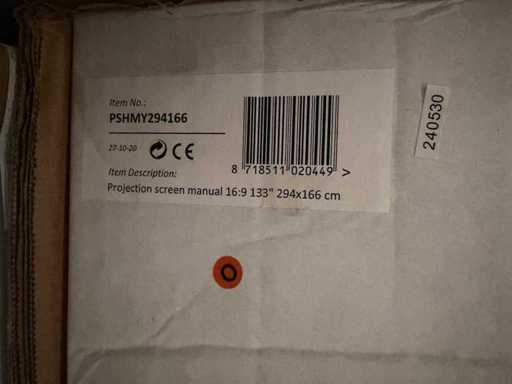 Item No.:
PSHMY294166
27-10-20 CE
8 718511 020449 >
Item Description:
Projection screen manual 16:9 133" 294x166 cm
240530
O